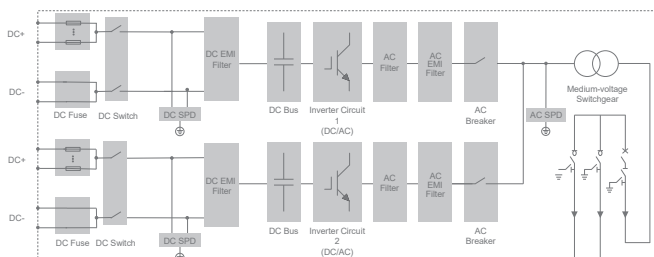 DC+
DC-
DC Fuse
DC Switch
DC SPD
DC EMI
Filter
DC Bus
Inverter Circuit
1
(DC/AC)
AC
Filter
AC
EMI
Filter
AC
Breaker
AC SPD
Medium-voltage
Switchgear
DC+
DC-
DC Fuse
DC Switch
DC SPD
DC EMI
Filter
DC Bus
Inverter Circuit
2
(DC/AC)
AC
Filter
AC
EMI
Filter
AC
Breaker